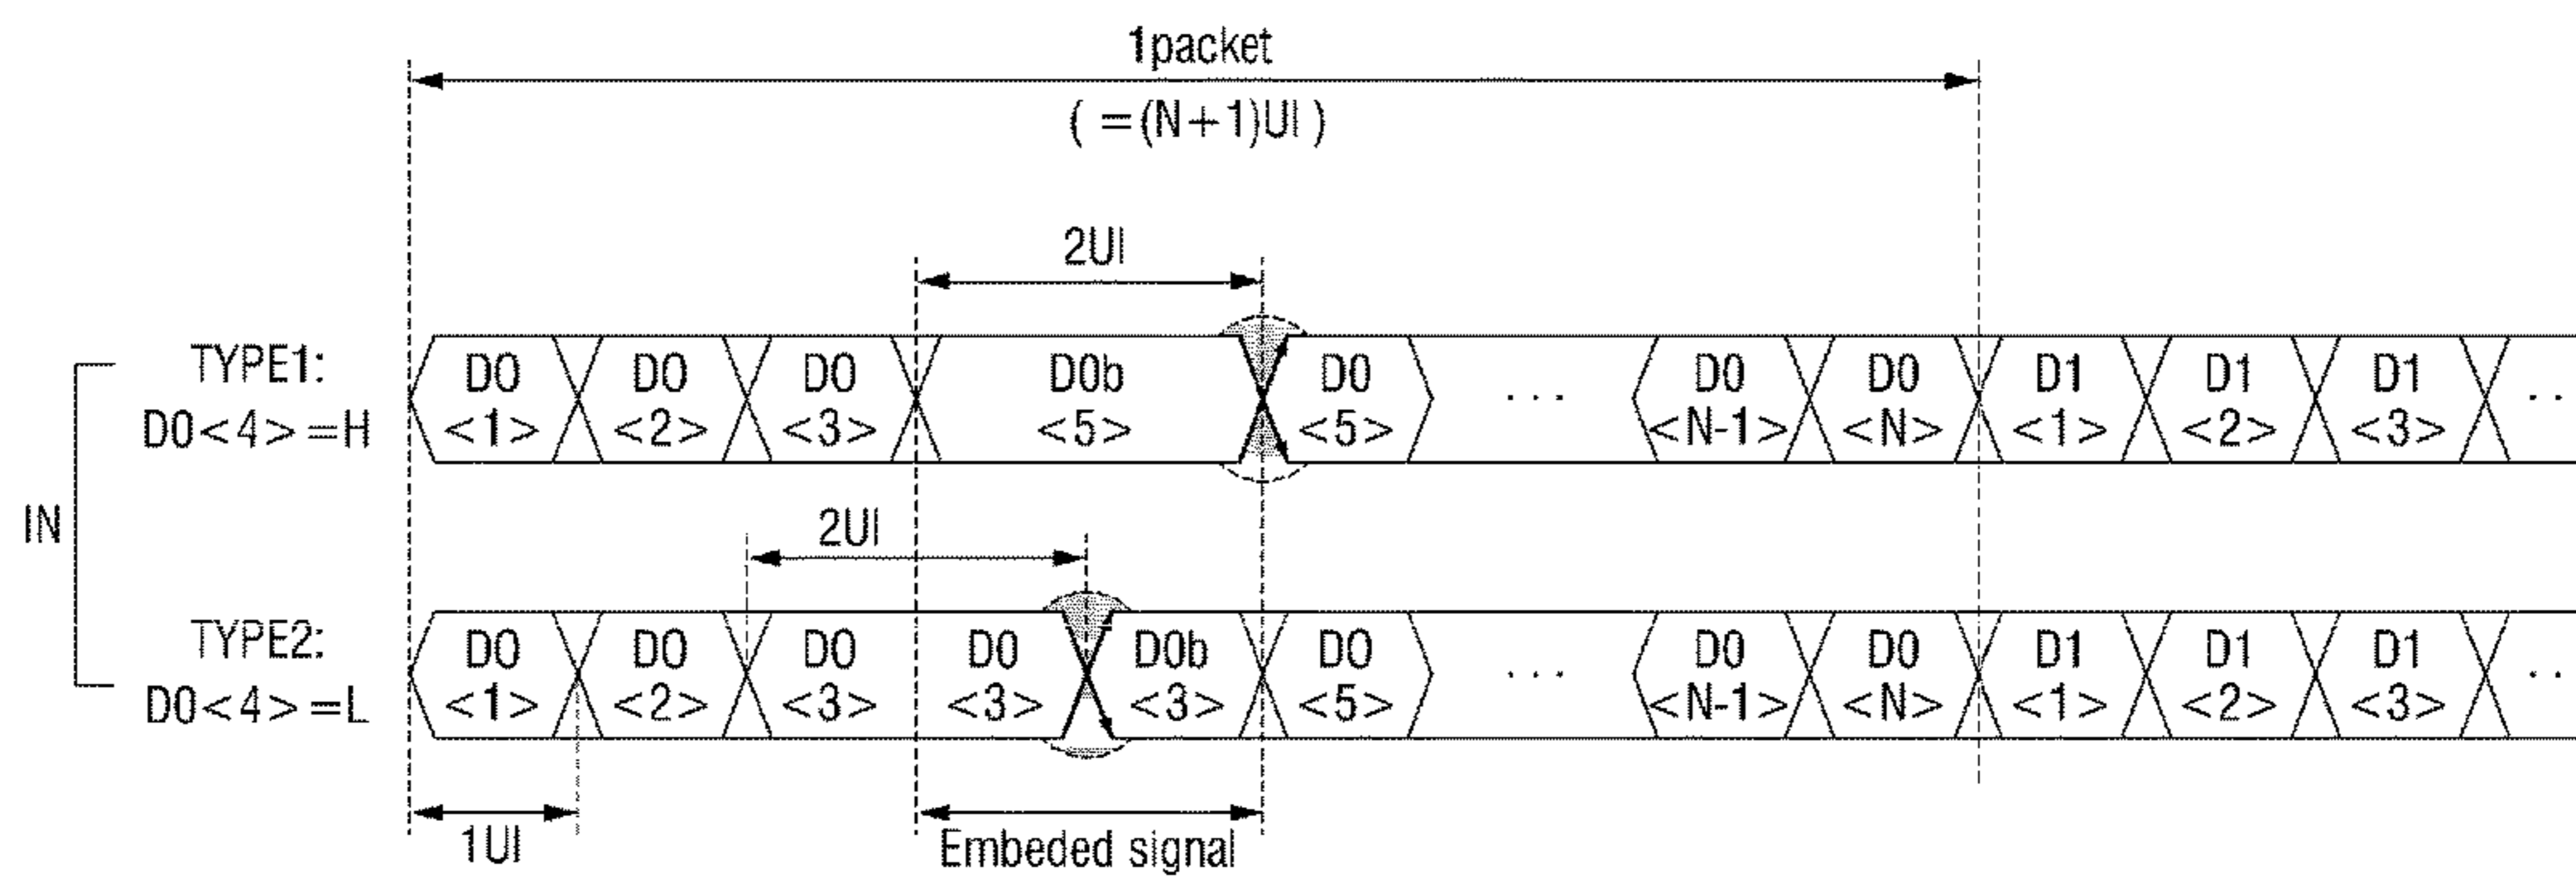 1packet
( =(N+1)UI )
2UI
TYPE1:
D0<4>=H
D0 <1>
D0 <2>
D0 <3>
D0b <5>
D0 <5>
...
D0 <N-1>
D0 <N>
D1 <1>
D1 <2>
D1 <3>
..
IN
2UI
TYPE2:
D0<4>=L
D0 <1>
D0 <2>
D0 <3>
D0 <3>
D0b <3>
D0 <5>
...
D0 <N-1>
D0 <N>
D1 <1>
D1 <2>
D1 <3>
..
1UI
Embeded signal